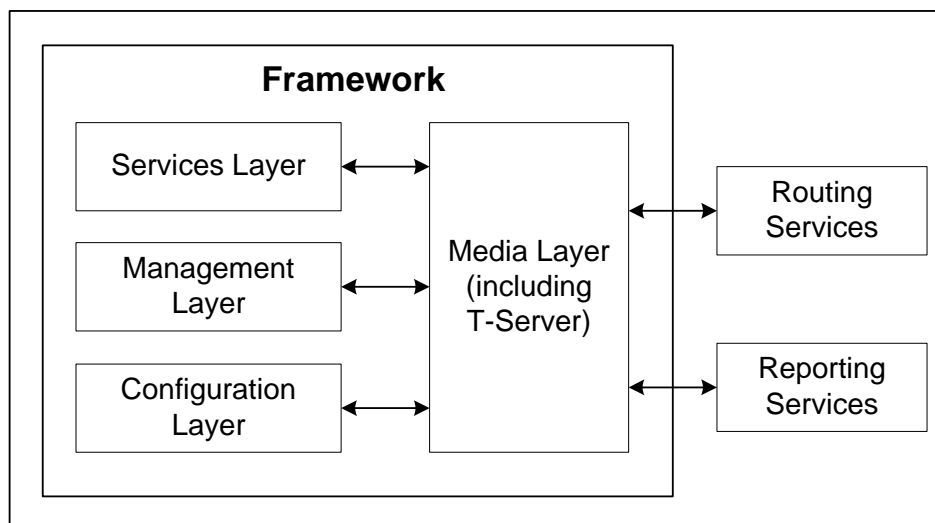 Framework
Services Layer
Management
Layer
Configuration
Layer
Media Layer
(including
T-Server)
Routing
Services
Reporting
Services